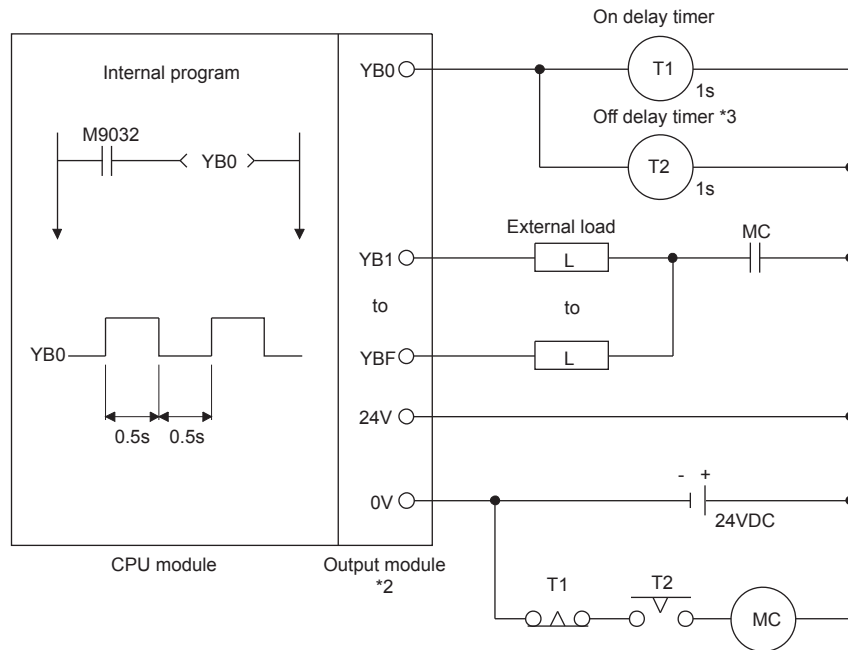 On delay timer
Internal program
YB0
T1
1s
M9032
YB0
Off delay timer *3
T2
1s
External load
MC
YB1
L
to
to
YB0
YBF
L
0.5s
0.5s
24V
0V
- +
24VDC
CPU module
Output module
*2
T1
T2
MC